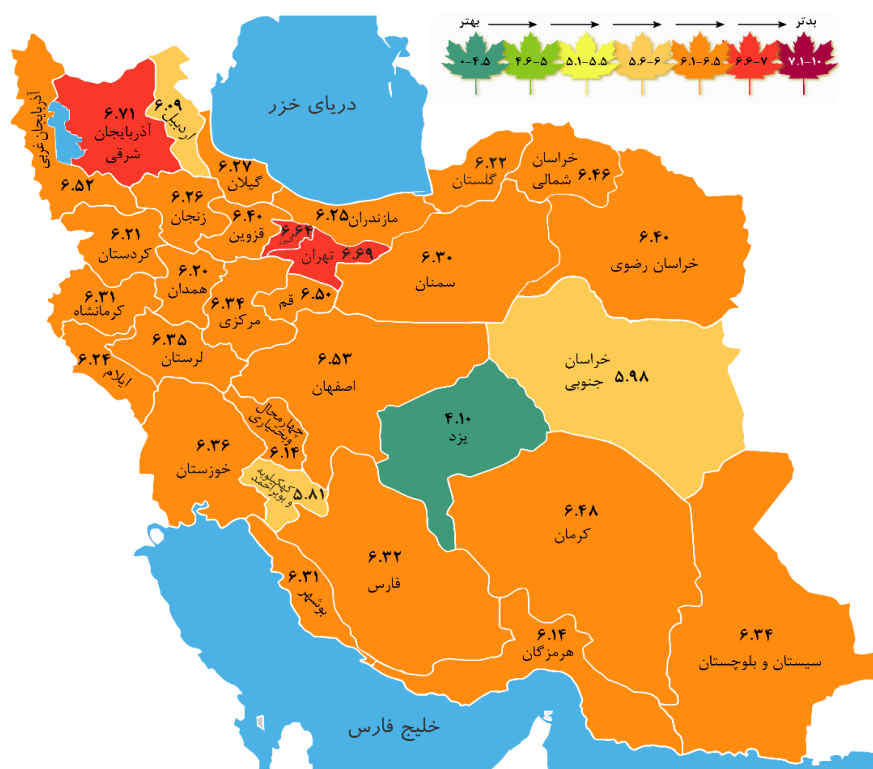 بهتر
بدتر
۰-۴.۵
۴.۶-۵
۵.۱-۵.۵
۵.۶-۶
۶.۱-۶.۵
۶.۶-۷
۷.۱-۱۰
دریای خزر
آذربایجان غربی
۶.۵۲
۶.۷۱
آذربایجان
شرقی
۶.۰۹
اردبیل
۶.۲۷
گیلان
۶.۲۲
گلستان
خراسان
شمالی
۶.۴۶
۶.۲۶
زنجان
۶.۴۰
قزوین
۶.۲۵
مازندران
۶.۶۴
البرز
تهران
۶.۶۹
۶.۳۰
سمنان
۶.۴۰
خراسان رضوی
۶.۲۱
کردستان
۶.۲۰
همدان
۶.۳۱
کرمانشاه
۶.۳۴
مرکزی
قم
۶.۵۰
۶.۲۴
ایلام
۶.۳۵
لرستان
۶.۵۳
اصفهان
خراسان
جنوبی
۵.۹۸
۴.۱۰
یزد
چهارمحال
وبختیاری
۶.۱۴
۶.۳۶
خوزستان
کهگیلویه
و بویراحمد
۵.۸۱
۶.۴۸
کرمان
۶.۳۲
فارس
۶.۳۱
بوشهر
۶.۱۴
هرمزگان
۶.۳۴
سیستان و بلوچستان
خلیج فارس